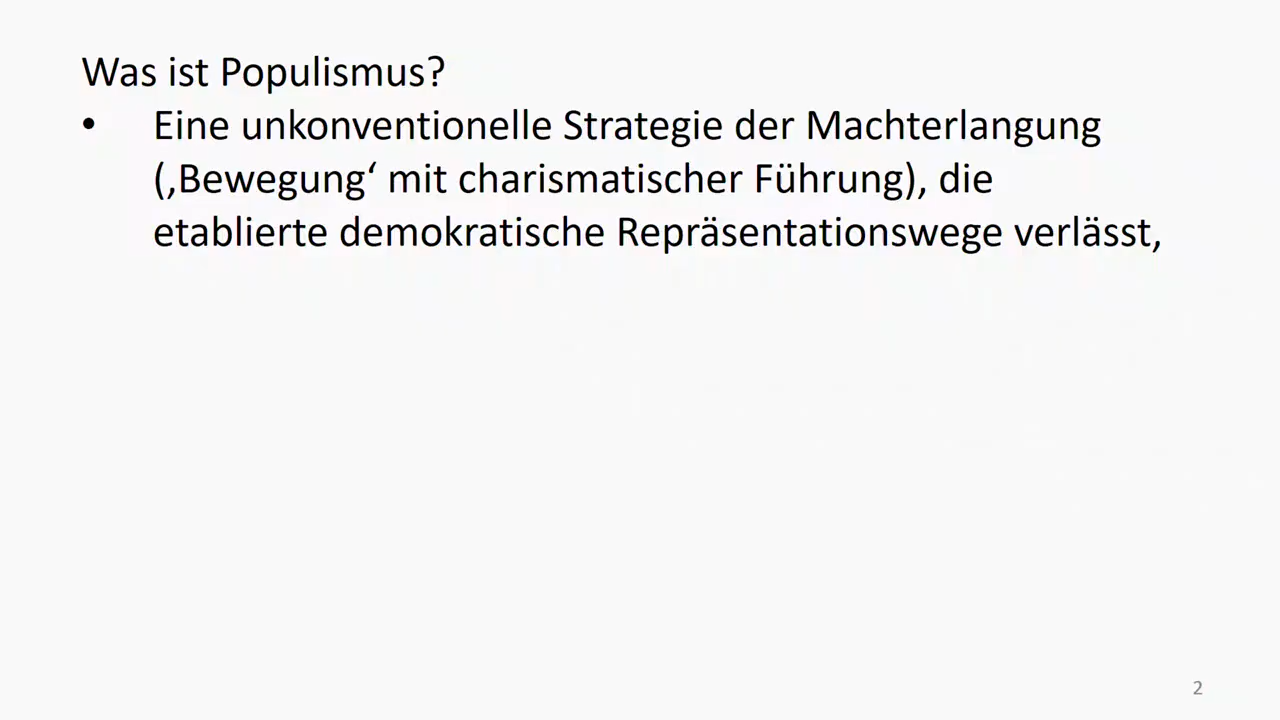 Was ist Populismus?
• Eine unkonventionelle Strategie der Machterlangung
(‚Bewegung‘ mit charismatischer Führung), die
etablierte demokratische Repräsentationswege verlässt,
2